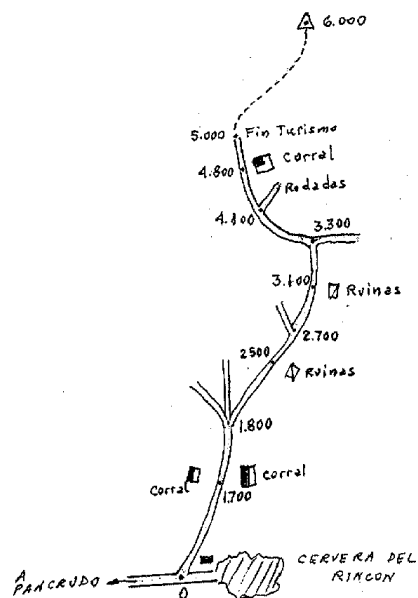 6.000
5.000 Fin Turismo
4.800 Corral
Rodadas
4.100
3.300
3.100 Ruinas
2.700
2500
Ruinas
1.800
Corral Corral
1.700
A
PANCRUDO
0
CERVERA DEL
RINCON